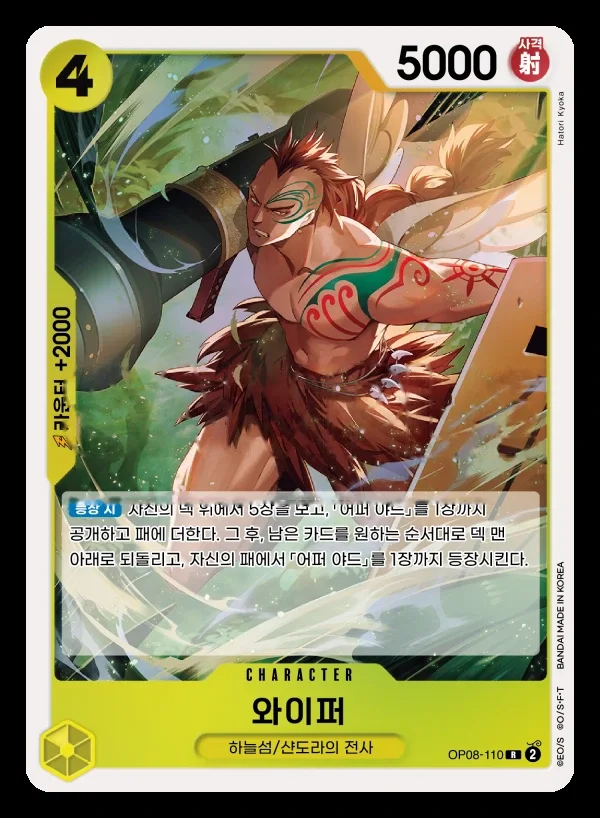 4
5000
사격
射
Hatori Kyoka
카운터 +2000
등장 시 자신의 덱 위에서 5장을 보고, 「어퍼 야드」를 1장까지
공개하고 패에 더한다. 그 후, 남은 카드를 원하는 순서대로 덱 맨
아래로 되돌리고, 자신의 패에서 「어퍼 야드」를 1장까지 등장시킨다.
CHARACTER
와이퍼
하늘섬/샨도라의 전사
OP08-110 R 2
©EO/S ©O/S·F·T BANDAI MADE IN KOREA